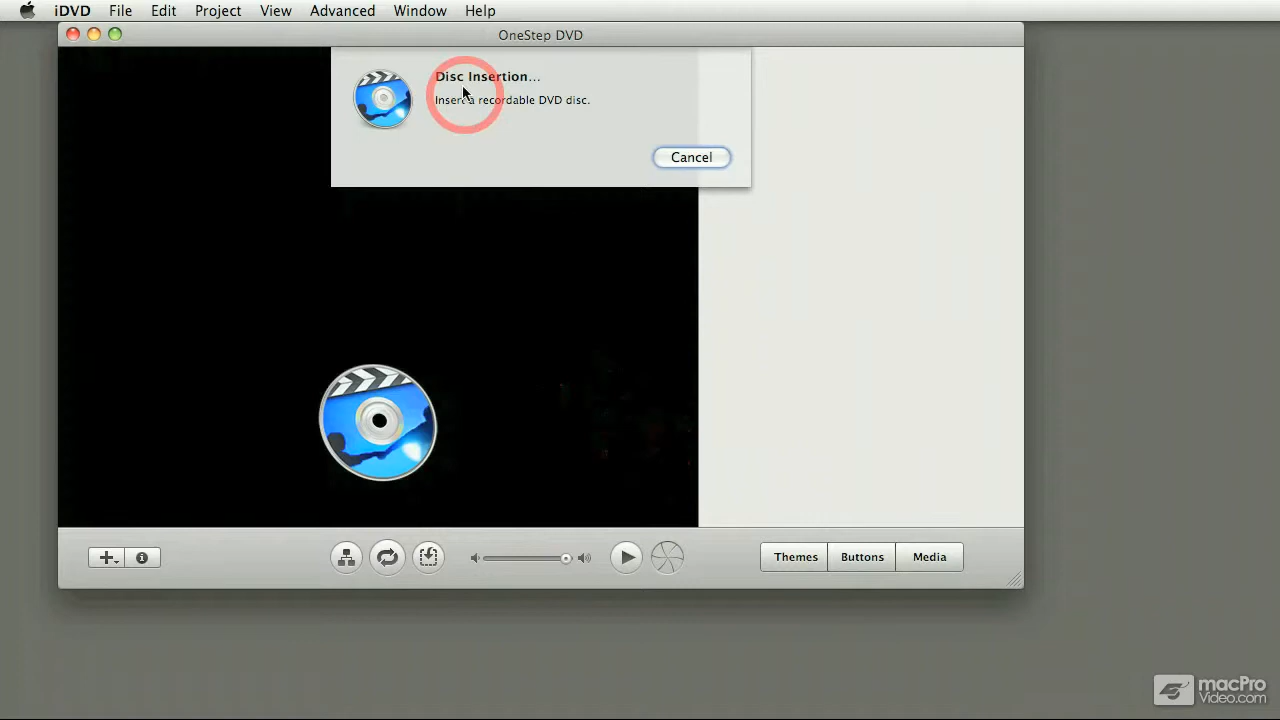 iDVD File Edit Project View Advanced Window Help
OneStep DVD
Disc Insertion...
Insert a recordable DVD disc.
Cancel
Themes Buttons Media
macPro
Video.com